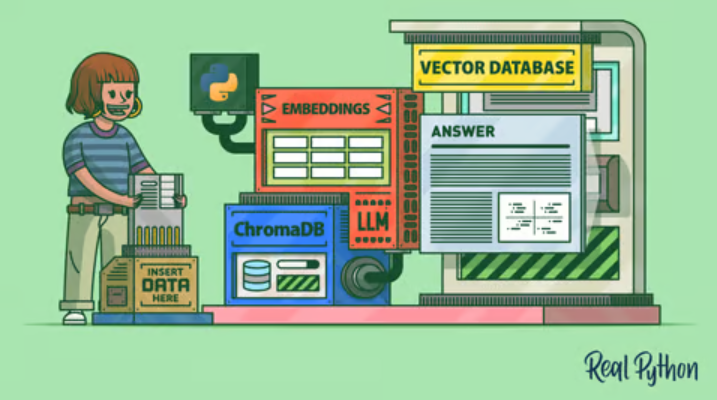 VECTOR DATABASE
EMBEDDINGS
ANSWER
LLM
ChromaDB
INSERT
DATA
HERE
Real Python